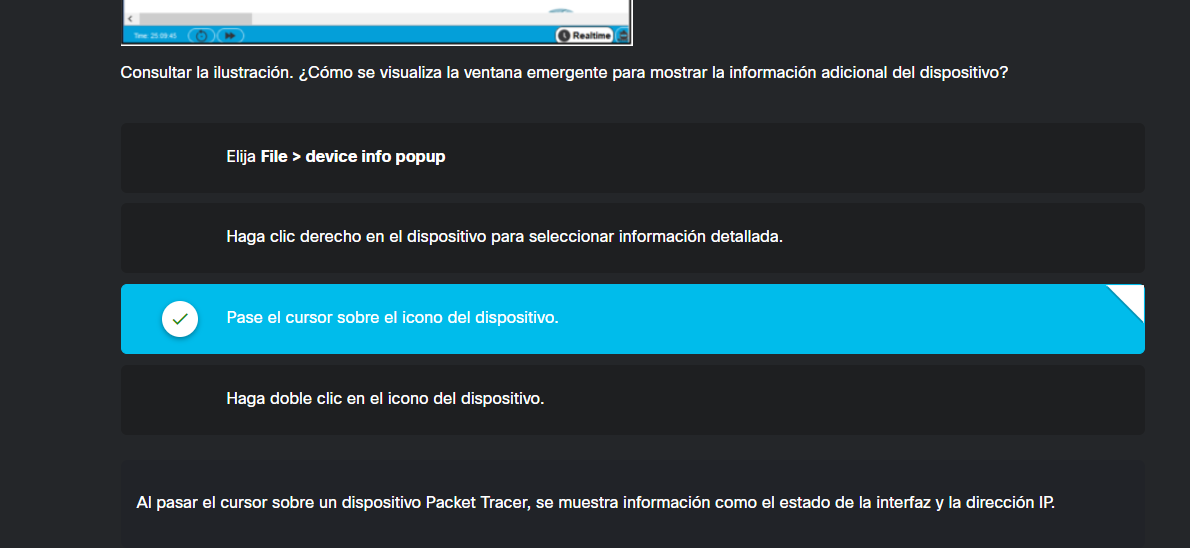 Time: 25:09:45
Realtime
Consultar la ilustración. ¿Cómo se visualiza la ventana emergente para mostrar la información adicional del dispositivo?
Elija File > device info popup
Haga clic derecho en el dispositivo para seleccionar información detallada.
Pase el cursor sobre el icono del dispositivo.
Haga doble clic en el icono del dispositivo.
Al pasar el cursor sobre un dispositivo Packet Tracer, se muestra información como el estado de la interfaz y la dirección IP.